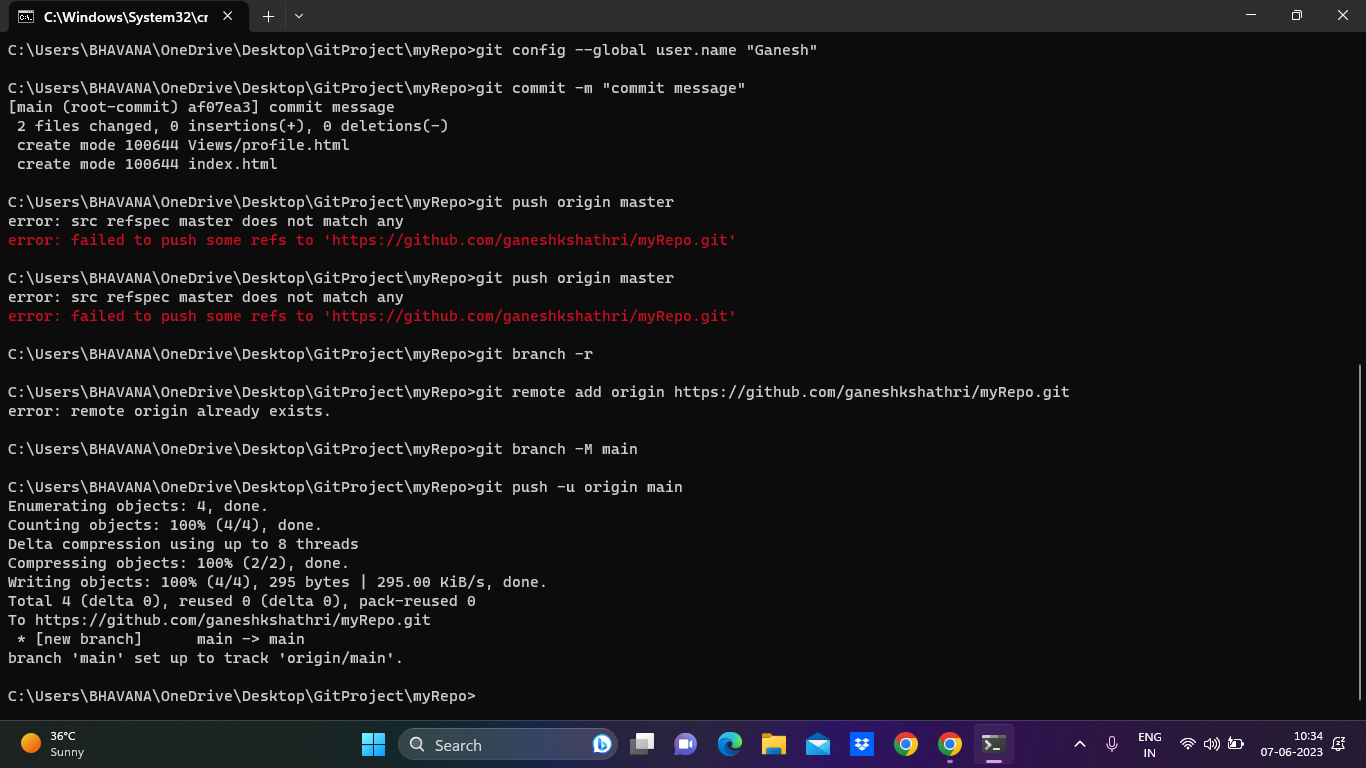 C:\Windows\System32\cr
C:\Users\BHAVANA\OneDrive\Desktop\GitProject\myRepo>git config --global user.name "Ganesh"
C:\Users\BHAVANA\OneDrive\Desktop\GitProject\myRepo>git commit -m "commit message"
[main (root-commit) af07ea3] commit message
 2 files changed, 0 insertions(+), 0 deletions(-)
 create mode 100644 Views/profile.html
 create mode 100644 index.html
C:\Users\BHAVANA\OneDrive\Desktop\GitProject\myRepo>git push origin master
error: src refspec master does not match any
error: failed to push some refs to 'https://github.com/ganeshkshathri/myRepo.git'
C:\Users\BHAVANA\OneDrive\Desktop\GitProject\myRepo>git push origin master
error: src refspec master does not match any
error: failed to push some refs to 'https://github.com/ganeshkshathri/myRepo.git'
C:\Users\BHAVANA\OneDrive\Desktop\GitProject\myRepo>git branch -r
C:\Users\BHAVANA\OneDrive\Desktop\GitProject\myRepo>git remote add origin https://github.com/ganeshkshathri/myRepo.git
error: remote origin already exists.
C:\Users\BHAVANA\OneDrive\Desktop\GitProject\myRepo>git branch -M main
C:\Users\BHAVANA\OneDrive\Desktop\GitProject\myRepo>git push -u origin main
Enumerating objects: 4, done.
Counting objects: 100% (4/4), done.
Delta compression using up to 8 threads
Compressing objects: 100% (2/2), done.
Writing objects: 100% (4/4), 295 bytes | 295.00 KiB/s, done.
Total 4 (delta 0), reused 0 (delta 0), pack-reused 0
To https://github.com/ganeshkshathri/myRepo.git
 * [new branch]      main -> main
branch 'main' set up to track 'origin/main'.
C:\Users\BHAVANA\OneDrive\Desktop\GitProject\myRepo>
36°C
Sunny
Search
ENG
IN
10:34
07-06-2023